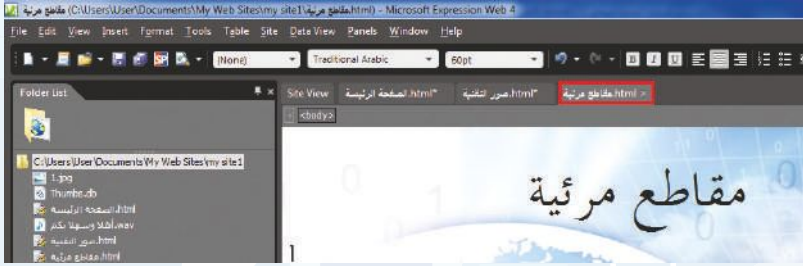 مقاطع مرئية (C:\Users\User\Documents\My Web Sites\my site1\مقاطع مرئية.html) - Microsoft Expression Web 4
File Edit View Insert Format Tools Table Site Data View Panels Window Help
(None) Traditional Arabic 60pt B I U
Folder List Site View الصفحة الرئيسة.html* صور التقنية.html* مقاطع مرئية.html
<body>
C:\Users\User\Documents\My Web Sites\my site1
1.jpg
Thumbs.db
الصفحة الرئيسة.html
أهلا وسهلا بكم.wav
صور التقنية.html
مقاطع مرئية.html
مقاطع مرئية
1